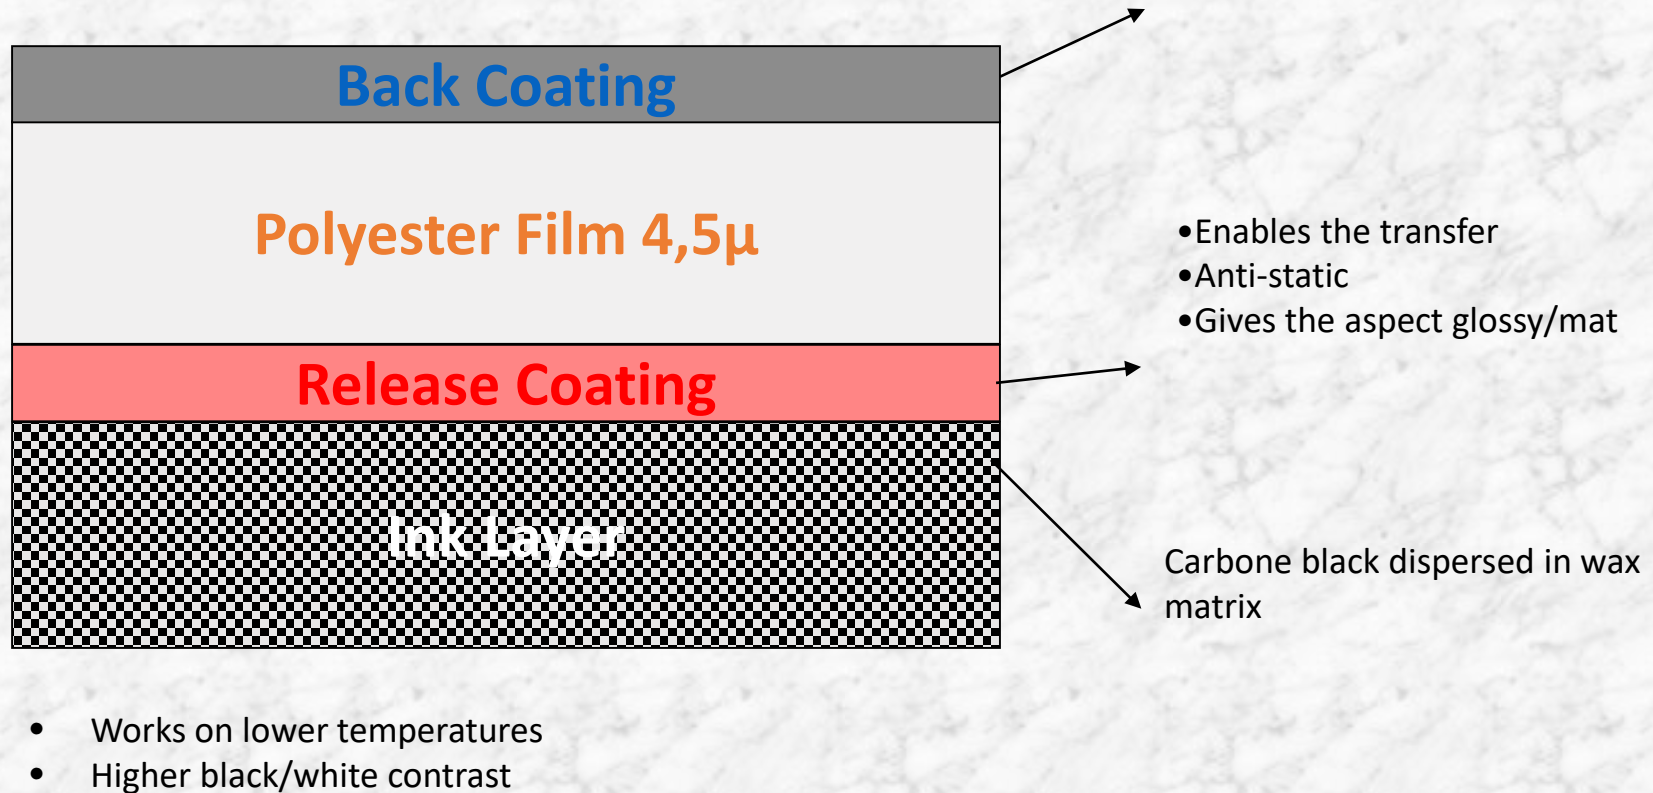 Back Coating
Polyester Film 4,5µ
•Enables the transfer
•Anti-static
•Gives the aspect glossy/mat
Release Coating
Ink Layer
Carbone black dispersed in wax
matrix
• Works on lower temperatures
• Higher black/white contrast